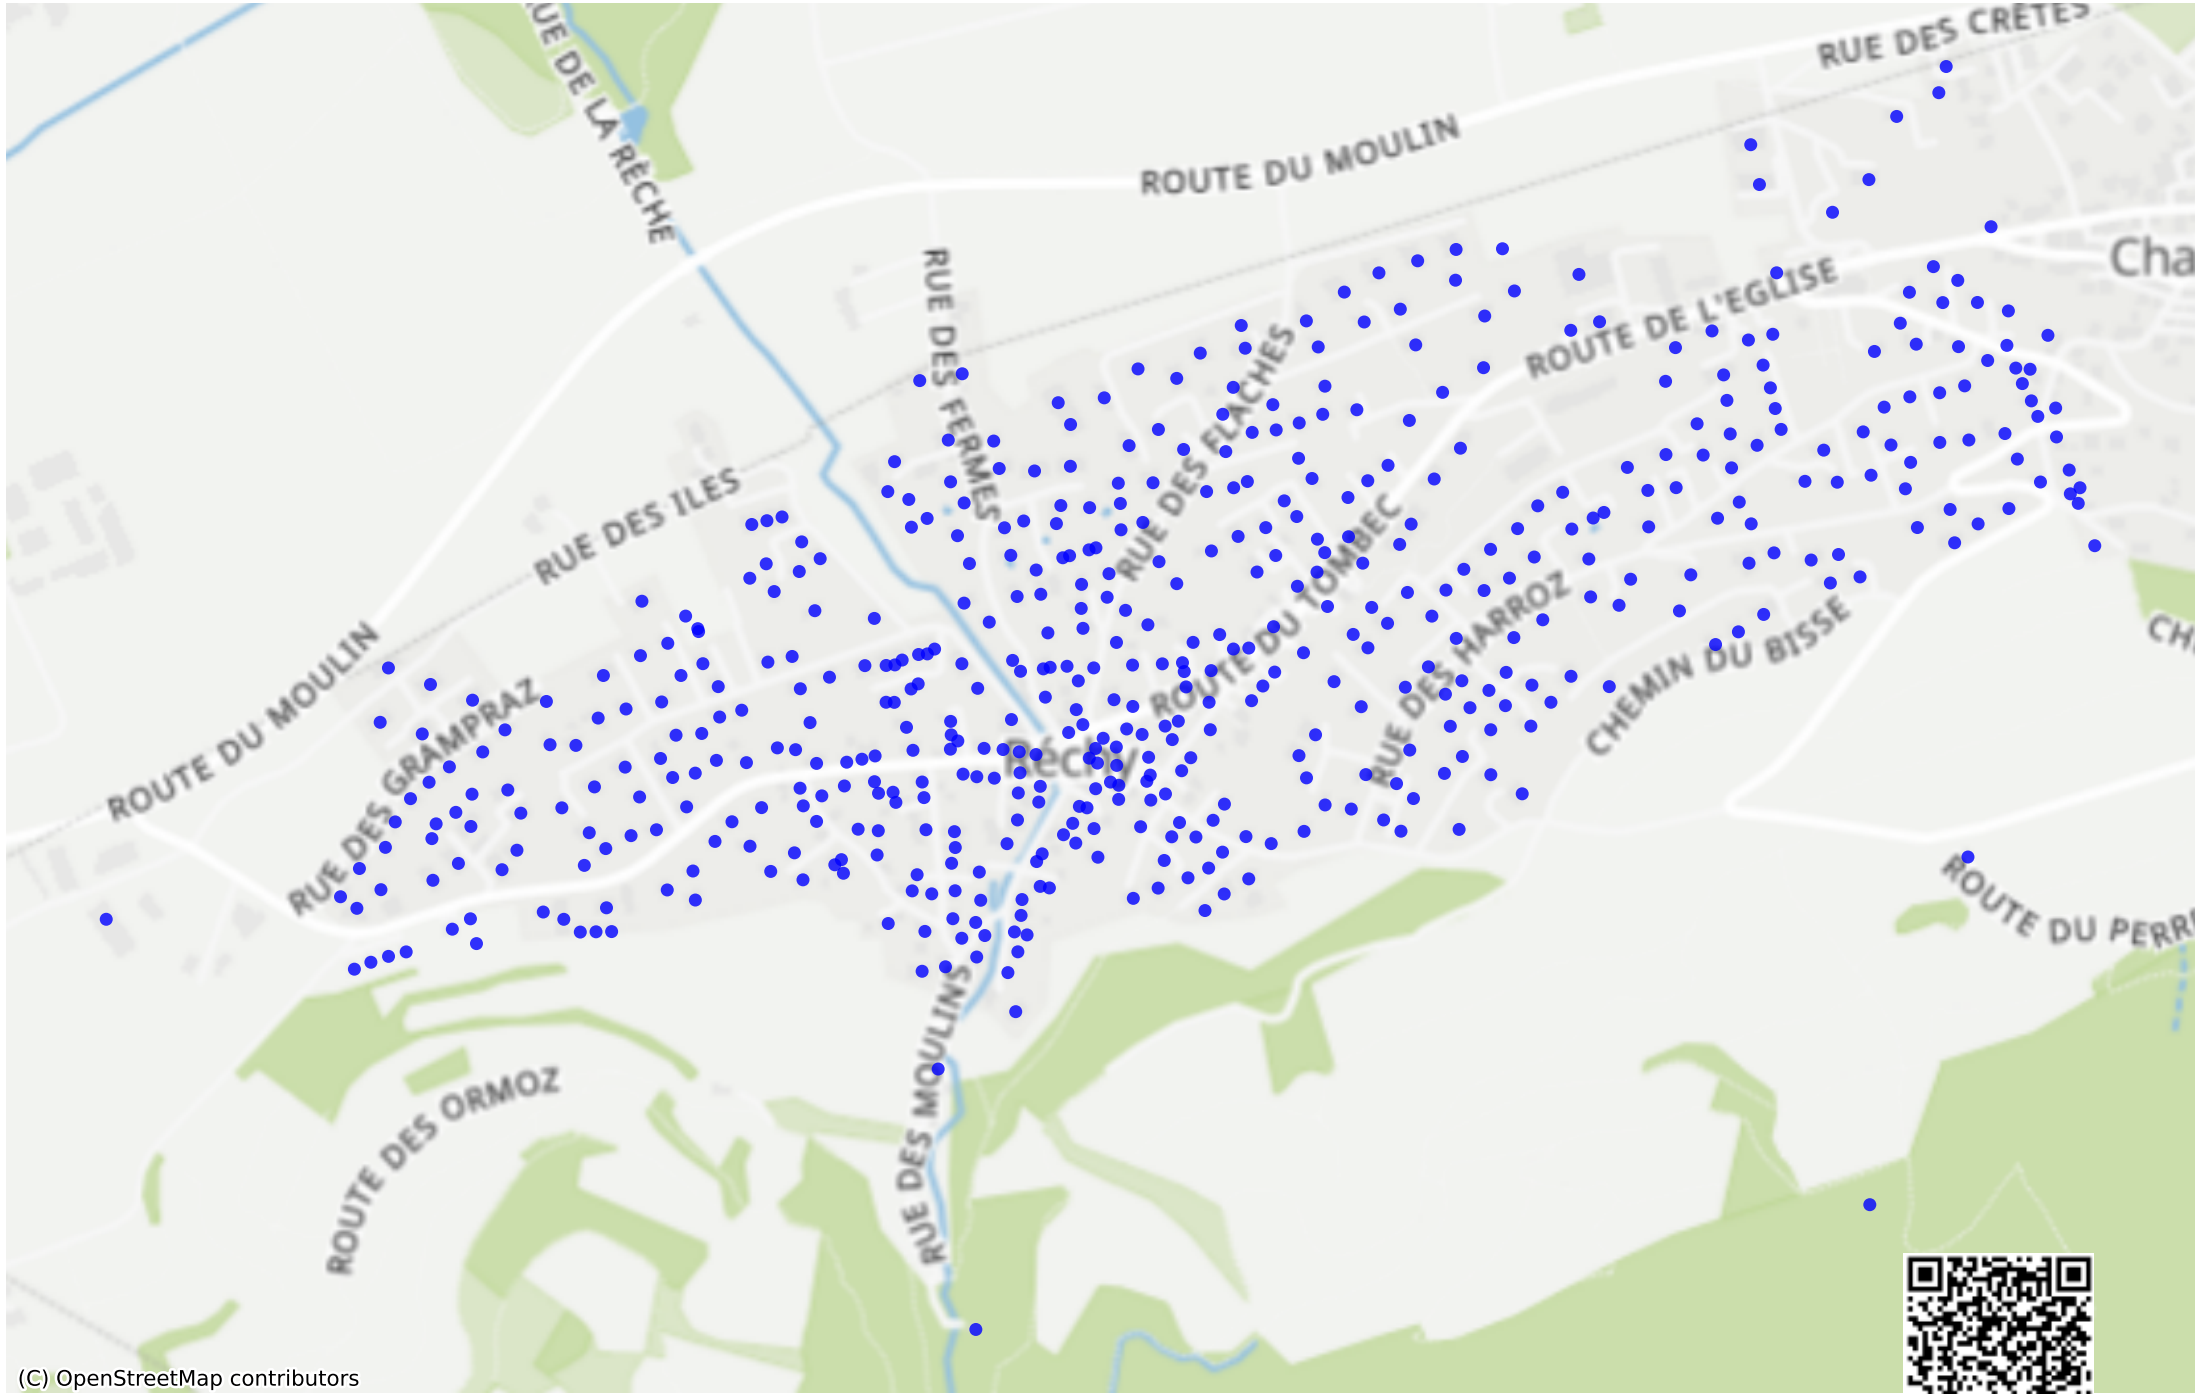 RUE DES CRÊTES
RUE DE LA RÈCHE
ROUTE DU MOULIN
Cha
RUE DES FERMES
ROUTE DE L'EGLISE
RUE DES FLACHES
RUE DES ILES
ROUTE DU TOMBEC
RUE DES HARROZ
CHEMIN DU BISSE
CH
ROUTE DU MOULIN
RUE DES GRAMPRAZ
Réchy
ROUTE DU PERR
RUE DES MOULINS
ROUTE DES ORMOZ
(C) OpenStreetMap contributors